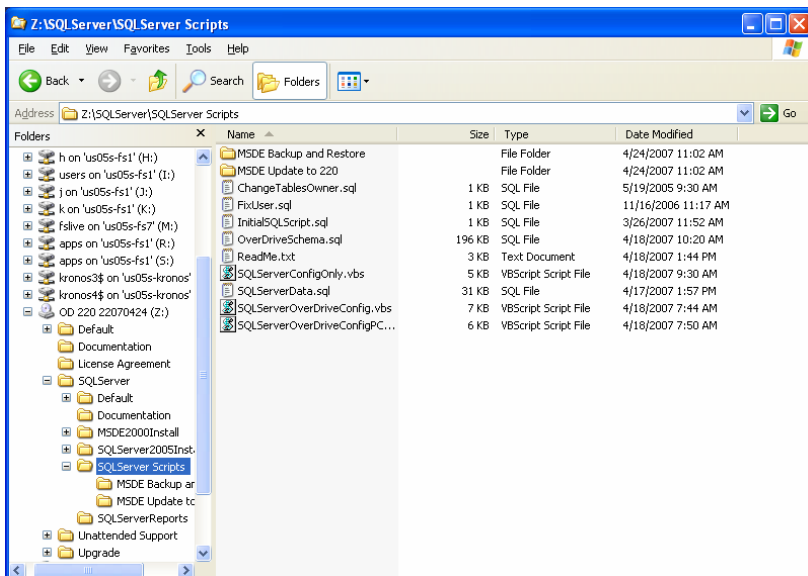 Z:\SQLServer\SQLServer Scripts
File Edit View Favorites Tools Help
Back Search Folders
Address Z:\SQLServer\SQLServer Scripts Go
Folders x Name Size Type Date Modified
h on 'us05s-fs1' (H:)
users on 'us05s-fs1' (I:)
j on 'us05s-fs1' (J:)
k on 'us05s-fs1' (K:)
fslive on 'us05s-fs7' (M:)
apps on 'us05s-fs1' (R:)
apps on 'us05s-fs1' (S:)
kronos3$ on 'us05s-kronos'
kronos4$ on 'us05s-kronos'
OD 220 22070424 (Z:)
Default
Documentation
License Agreement
SQLServer
Default
Documentation
MSDE2000Install
SQLServer2005Inst
SQLServer Scripts
MSDE Backup ar
MSDE Update to
SQLServerReports
Unattended Support
Upgrade
MSDE Backup and Restore File Folder 4/24/2007 11:02 AM
MSDE Update to 220 File Folder 4/24/2007 11:02 AM
ChangeTablesOwner.sql 1 KB SQL File 5/19/2005 9:30 AM
FixUser.sql 1 KB SQL File 11/16/2006 11:17 AM
InitialSQLScript.sql 1 KB SQL File 3/26/2007 11:52 AM
OverDriveSchema.sql 196 KB SQL File 4/18/2007 10:20 AM
ReadMe.txt 3 KB Text Document 4/18/2007 1:44 PM
SQLServerConfigOnly.vbs 5 KB VBScript Script File 4/18/2007 9:30 AM
SQLServerData.sql 31 KB SQL File 4/17/2007 1:57 PM
SQLServerOverDriveConfig.vbs 7 KB VBScript Script File 4/18/2007 7:44 AM
SQLServerOverDriveConfigPC... 6 KB VBScript Script File 4/18/2007 7:50 AM